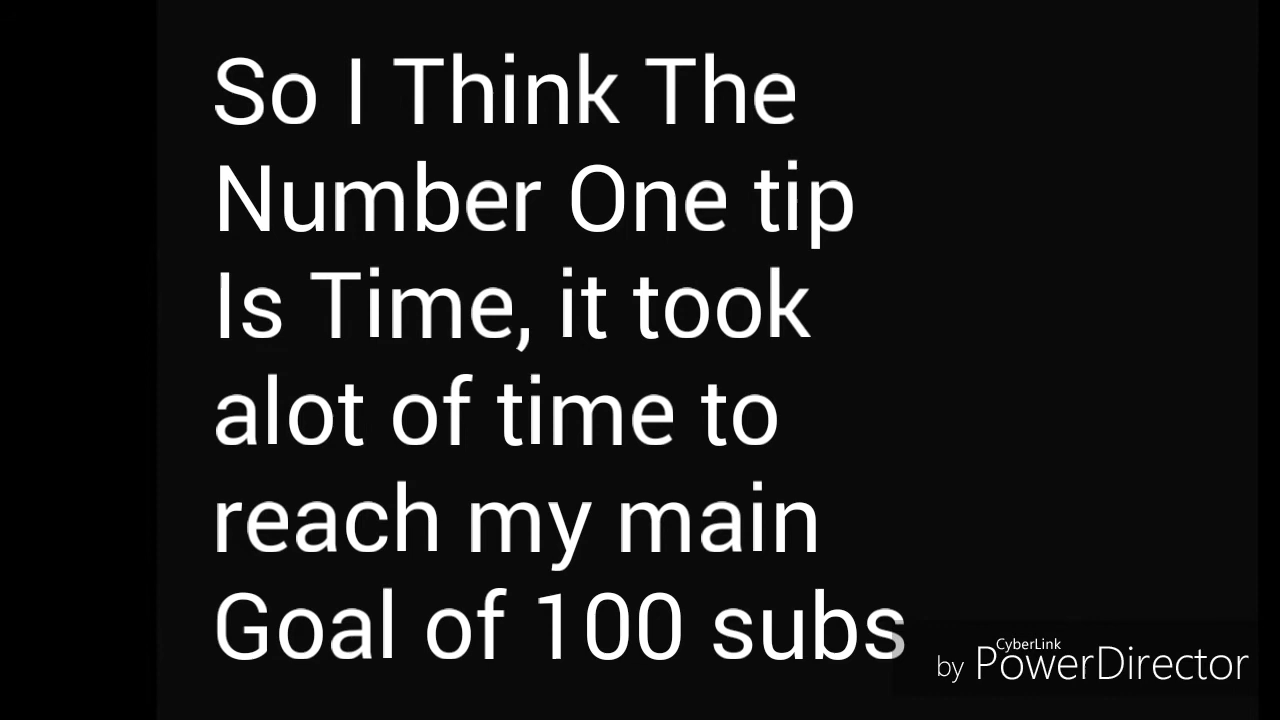 So I Think The
Number One tip
Is Time, it took
alot of time to
reach my main
Goal of 100 subs
CyberLink
by PowerDirector